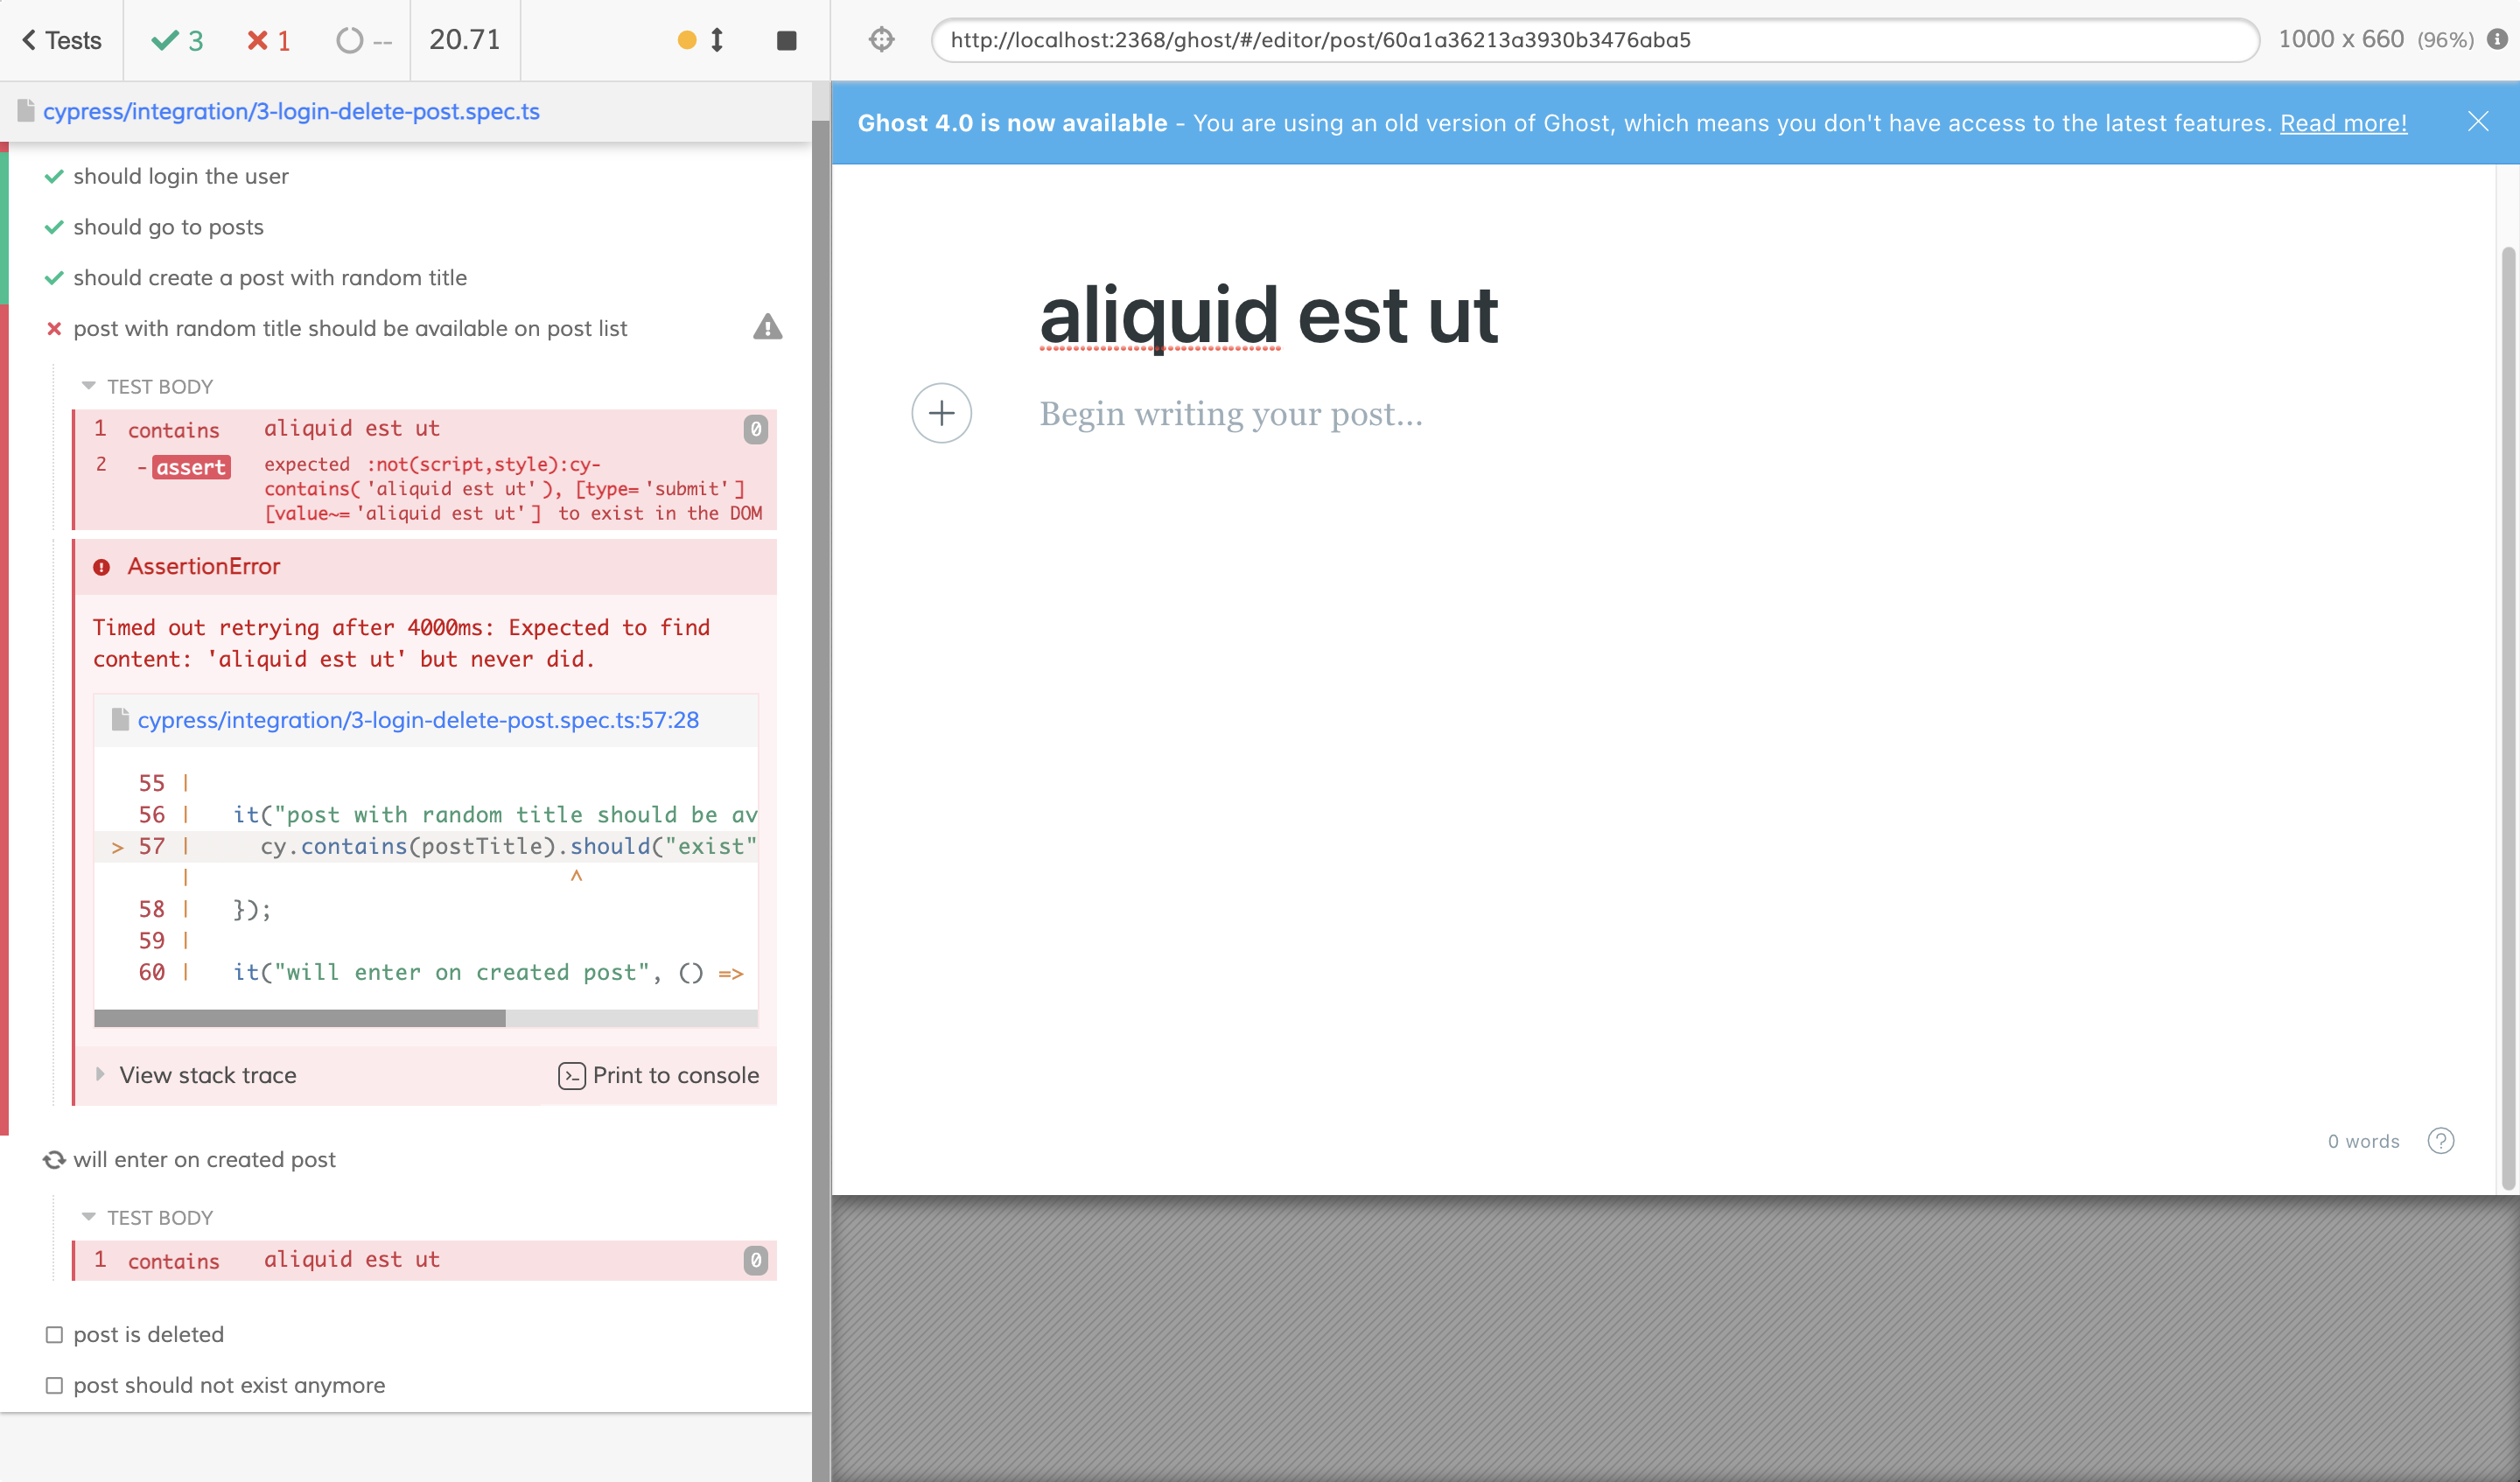 Tests
3
1
--
20.71
http://localhost:2368/ghost/#/editor/post/60a1a36213a3930b3476aba5
1000 x 660 (96%)
cypress/integration/3-login-delete-post.spec.ts
should login the user
should go to posts
should create a post with random title
post with random title should be available on post list
TEST BODY
1 contains aliquid est ut 0
2 -assert expected :not(script,style):cy-
contains('aliquid est ut'), [type='submit']
[value~='aliquid est ut'] to exist in the DOM
AssertionError
Timed out retrying after 4000ms: Expected to find
content: 'aliquid est ut' but never did.
cypress/integration/3-login-delete-post.spec.ts:57:28
55 |
56 | it("post with random title should be av
> 57 | cy.contains(postTitle).should("exist"
| ^
58 | });
59 |
60 | it("will enter on created post", () =>
View stack trace
Print to console
will enter on created post
TEST BODY
1 contains aliquid est ut 0
post is deleted
post should not exist anymore
Ghost 4.0 is now available - You are using an old version of Ghost, which means you don't have access to the latest features. Read more!
aliquid est ut
Begin writing your post...
0 words
?